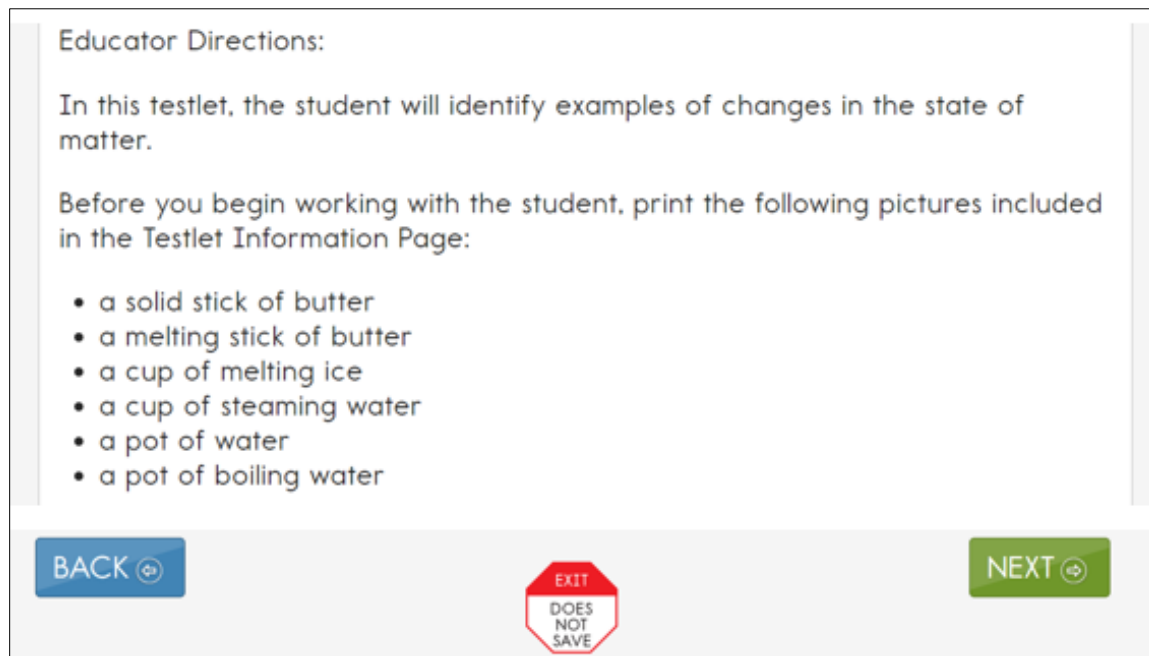 Educator Directions:
In this testlet, the student will identify examples of changes in the state of
matter.
Before you begin working with the student, print the following pictures included
in the Testlet Information Page:
• a solid stick of butter
• a melting stick of butter
• a cup of melting ice
• a cup of steaming water
• a pot of water
• a pot of boiling water
BACK
NEXT
EXIT
DOES
NOT
SAVE